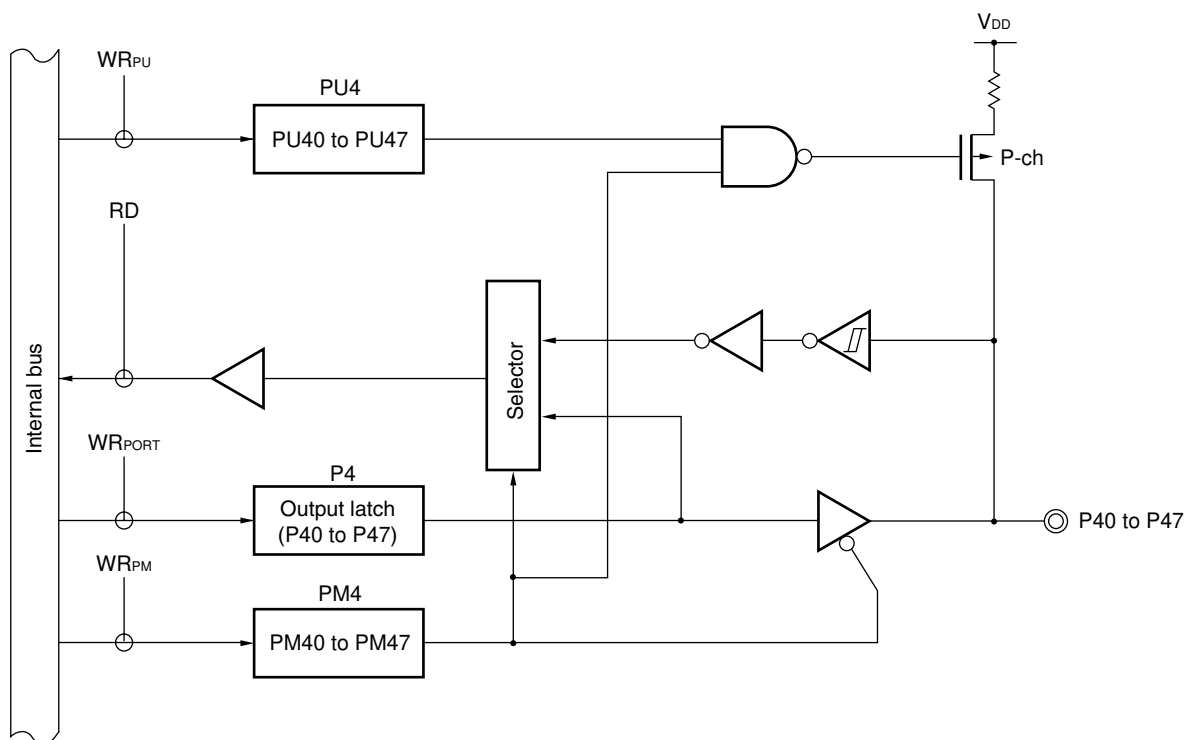 VDD
WRPU
PU4
PU40 to PU47
P-ch
RD
Selector
Internal bus
WRPORT
P4
Output latch
(P40 to P47)
P40 to P47
WRPM
PM4
PM40 to PM47